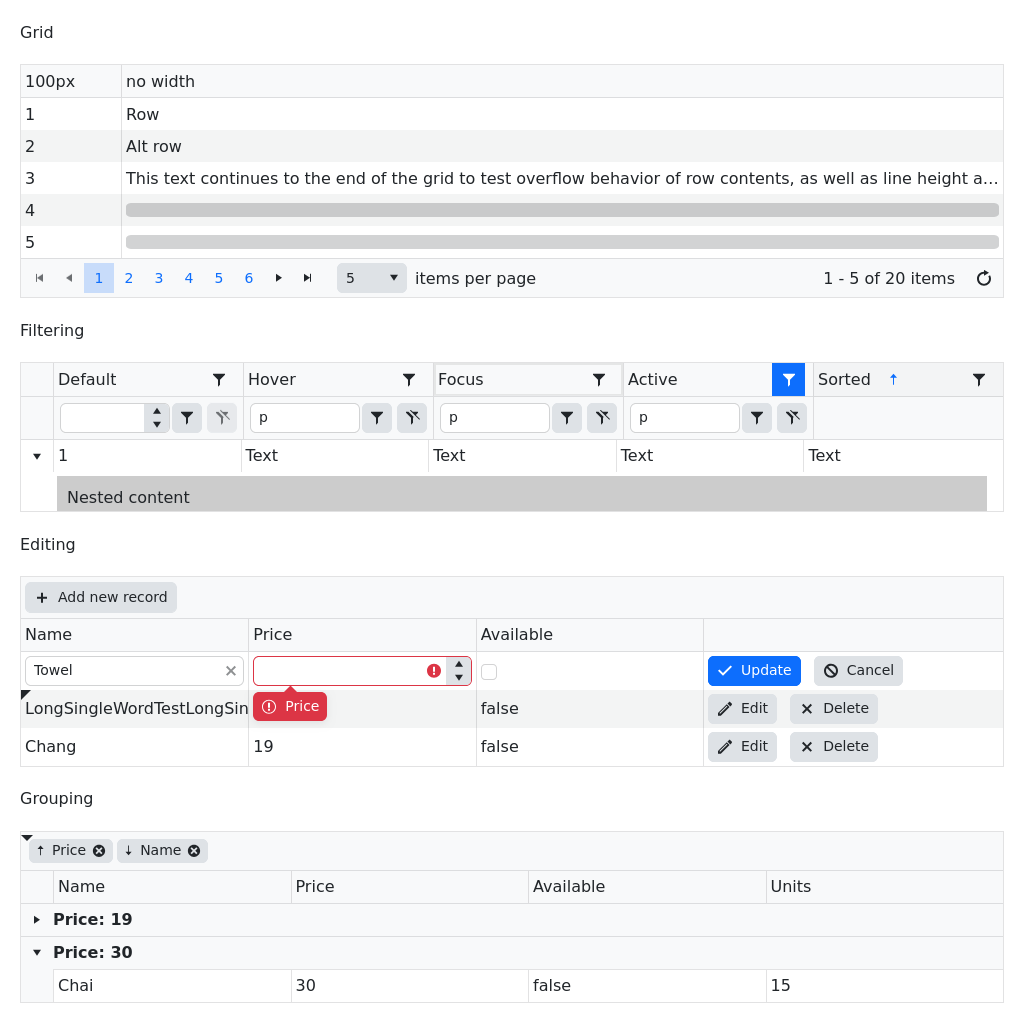 Grid
100px no width
1 Row
2 Alt row
3 This text continues to the end of the grid to test overflow behavior of row contents, as well as line height a...
4
5
1 2 3 4 5 6 5 items per page 1 - 5 of 20 items
Filtering
Default Hover Focus Active Sorted
p p p
1 Text Text Text Text
Nested content
Editing
Add new record
Name Price Available
Towel Update Cancel
Price
LongSingleWordTestLongSin false Edit Delete
Chang 19 false Edit Delete
Grouping
Price Name
Name Price Available Units
Price: 19
Price: 30
Chai 30 false 15